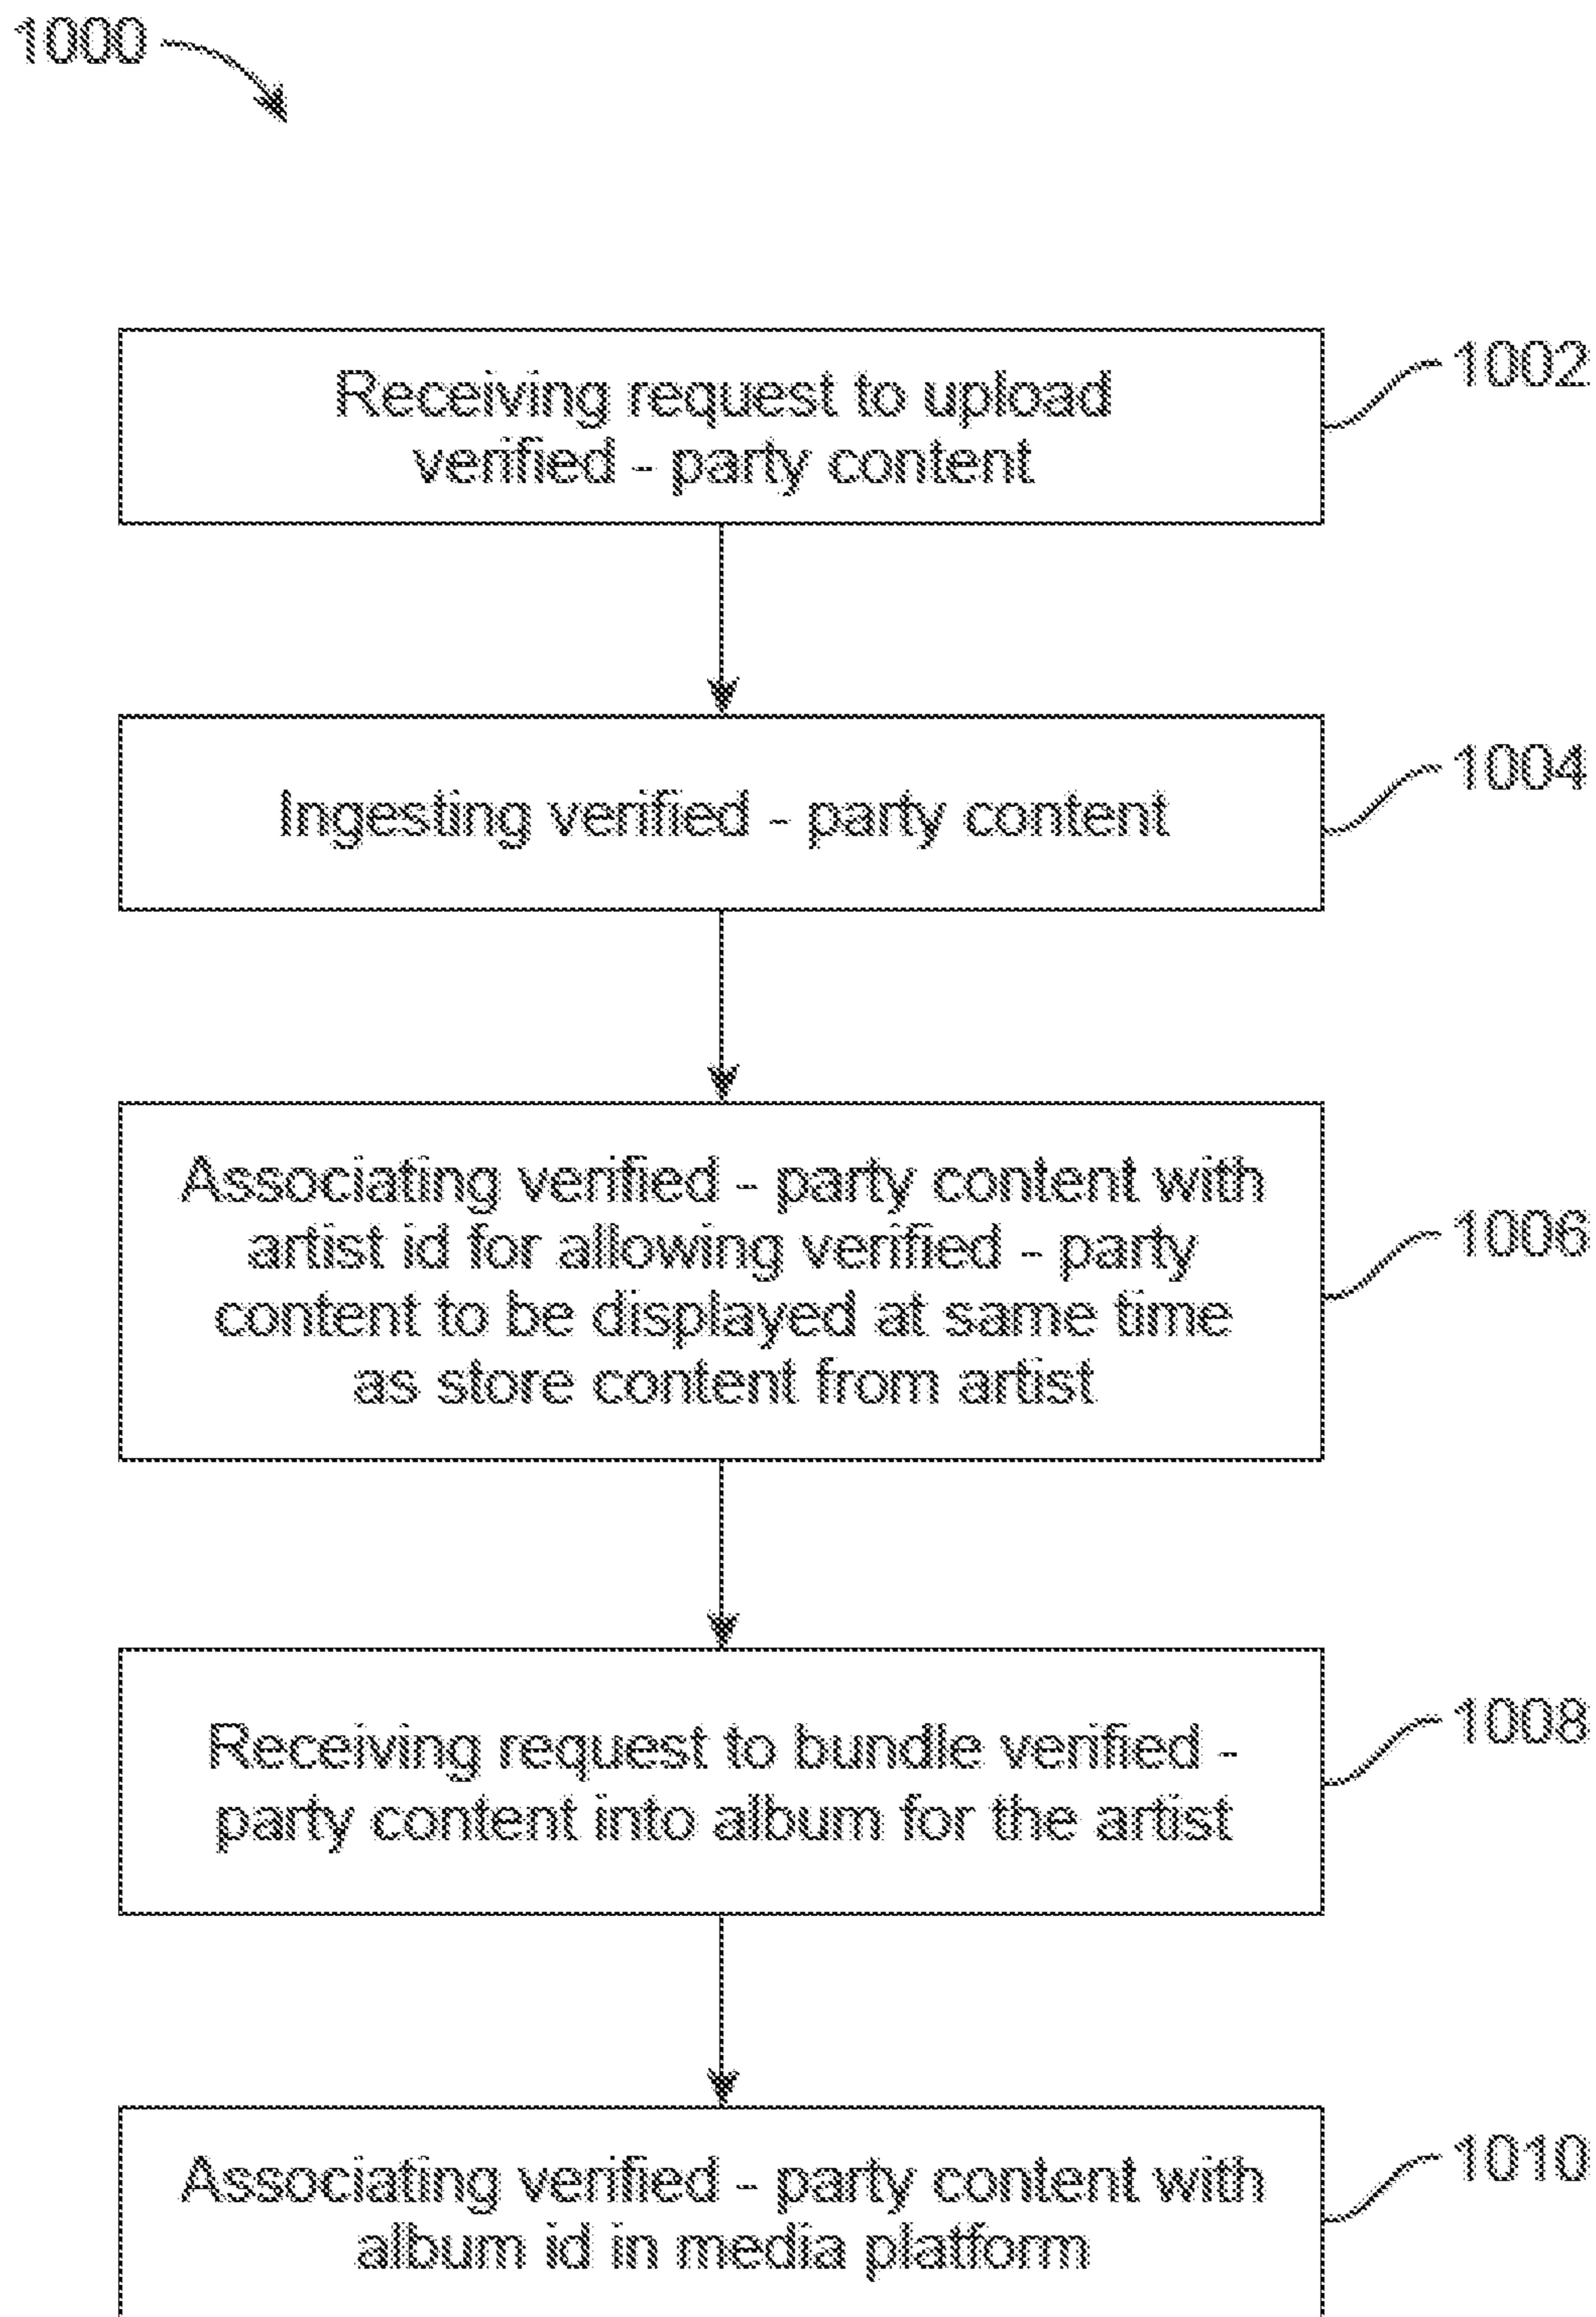 1000
Receiving request to upload
verified - party content
1002
Ingesting verified - party content
1004
Associating verified - party content with
artist id for allowing verified - party
content to be displayed at same time
as store content from artist
1006
Receiving request to bundle verified -
party content into album for the artist
1008
Associating verified - party content with
album id in media platform
1010